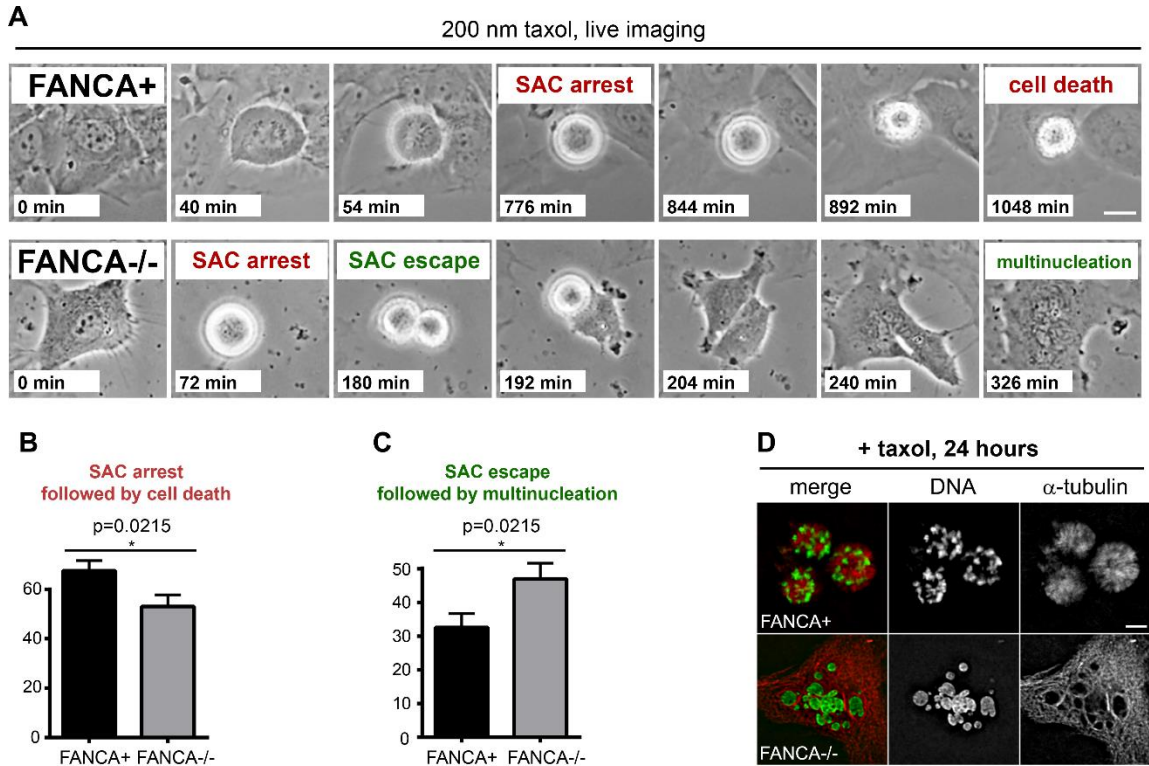 A
200 nm taxol, live imaging
FANCA+
SAC arrest
cell death
0 min
40 min
54 min
776 min
844 min
892 min
1048 min
FANCA-/-
SAC arrest
SAC escape
multinucleation
0 min
72 min
180 min
192 min
204 min
240 min
326 min
B
SAC arrest
followed by cell death
p=0.0215
*
60
40
20
0
FANCA+ FANCA-/-
C
SAC escape
followed by multinucleation
p=0.0215
*
50
40
30
20
10
0
FANCA+ FANCA-/-
D
+ taxol, 24 hours
merge DNA α-tubulin
FANCA+
FANCA-/-